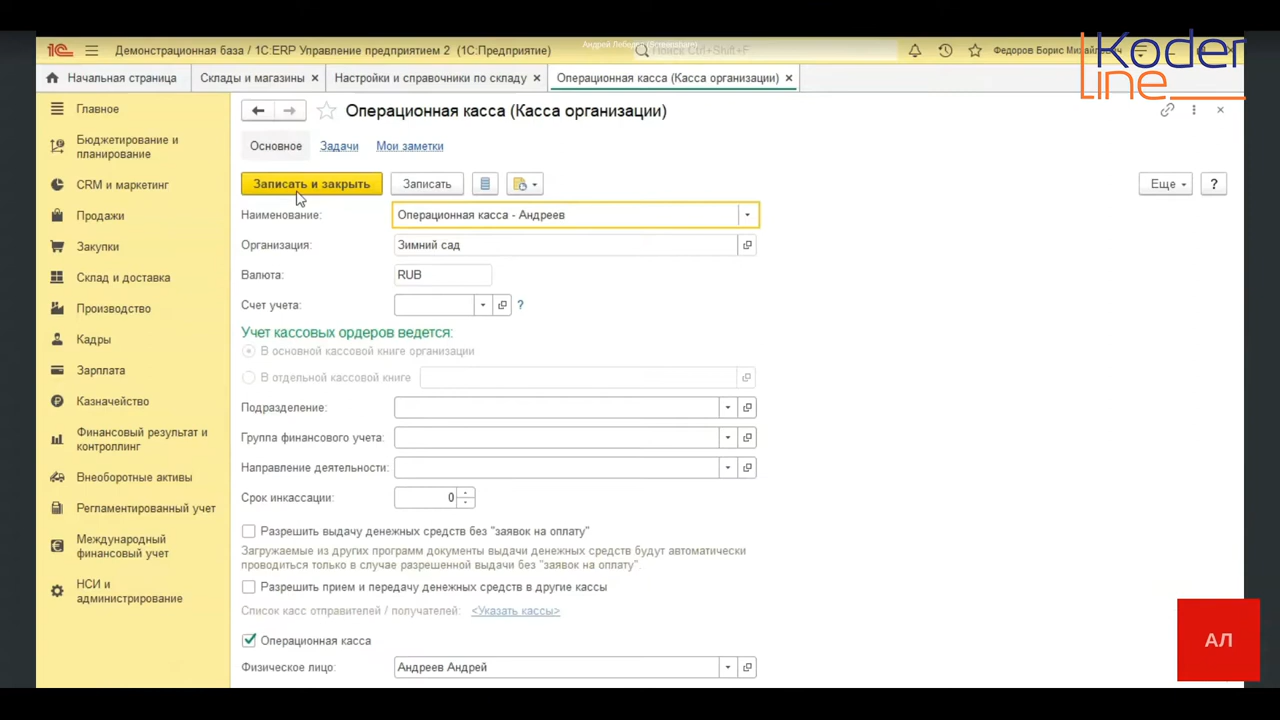 Koder
line
1С Демонстрационная база / 1С:ERP Управление предприятием 2 (1С:Предприятие)
Поиск Ctrl+Shift+F
Начальная страница
Склады и магазины ×
Настройки и справочники по складу ×
Операционная касса (Касса организации) ×
Главное
Бюджетирование и
планирование
CRM и маркетинг
Продажи
Закупки
Склад и доставка
Производство
Кадры
Зарплата
Казначейство
Финансовый результат и
контроллинг
Внеоборотные активы
Регламентированный учет
Международный
финансовый учет
НСИ и
администрирование
Операционная касса (Касса организации)
Основное Задачи Мои заметки
Записать и закрыть Записать Еще ?
Наименование: Операционная касса - Андреев
Организация: Зимний сад
Валюта: RUB
Счет учета: ?
Учет кассовых ордеров ведется:
В основной кассовой книге организации
В отдельной кассовой книге
Подразделение:
Группа финансового учета:
Направление деятельности:
Срок инкассации: 0
Разрешить выдачу денежных средств без "заявок на оплату"
Загружаемые из других программ документы выдачи денежных средств будут автоматически
проводиться только в случае разрешенной выдачи без "заявок на оплату".
Разрешить прием и передачу денежных средств в другие кассы
Список касс отправителей / получателей: <Указать кассы>
Операционная касса
Физическое лицо: Андреев Андрей
АЛ